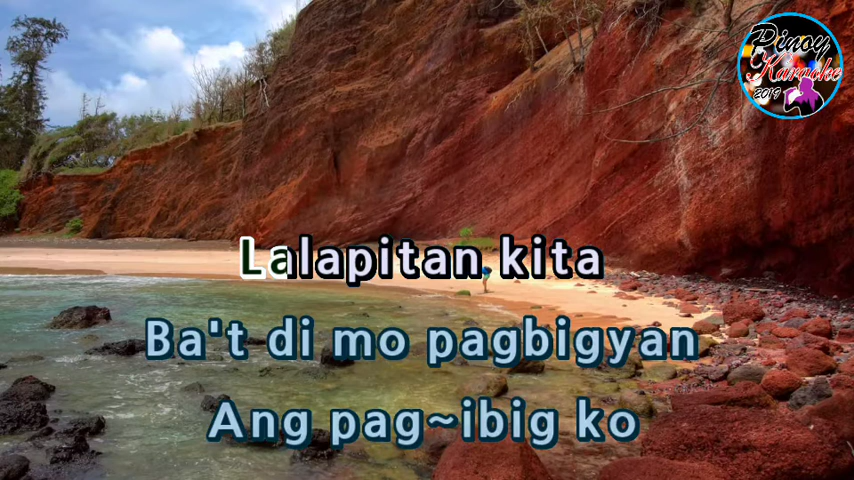 Pinoy
Karaoke
2019
Lalapitan kita
Ba't di mo pagbigyan
Ang pag~ibig ko